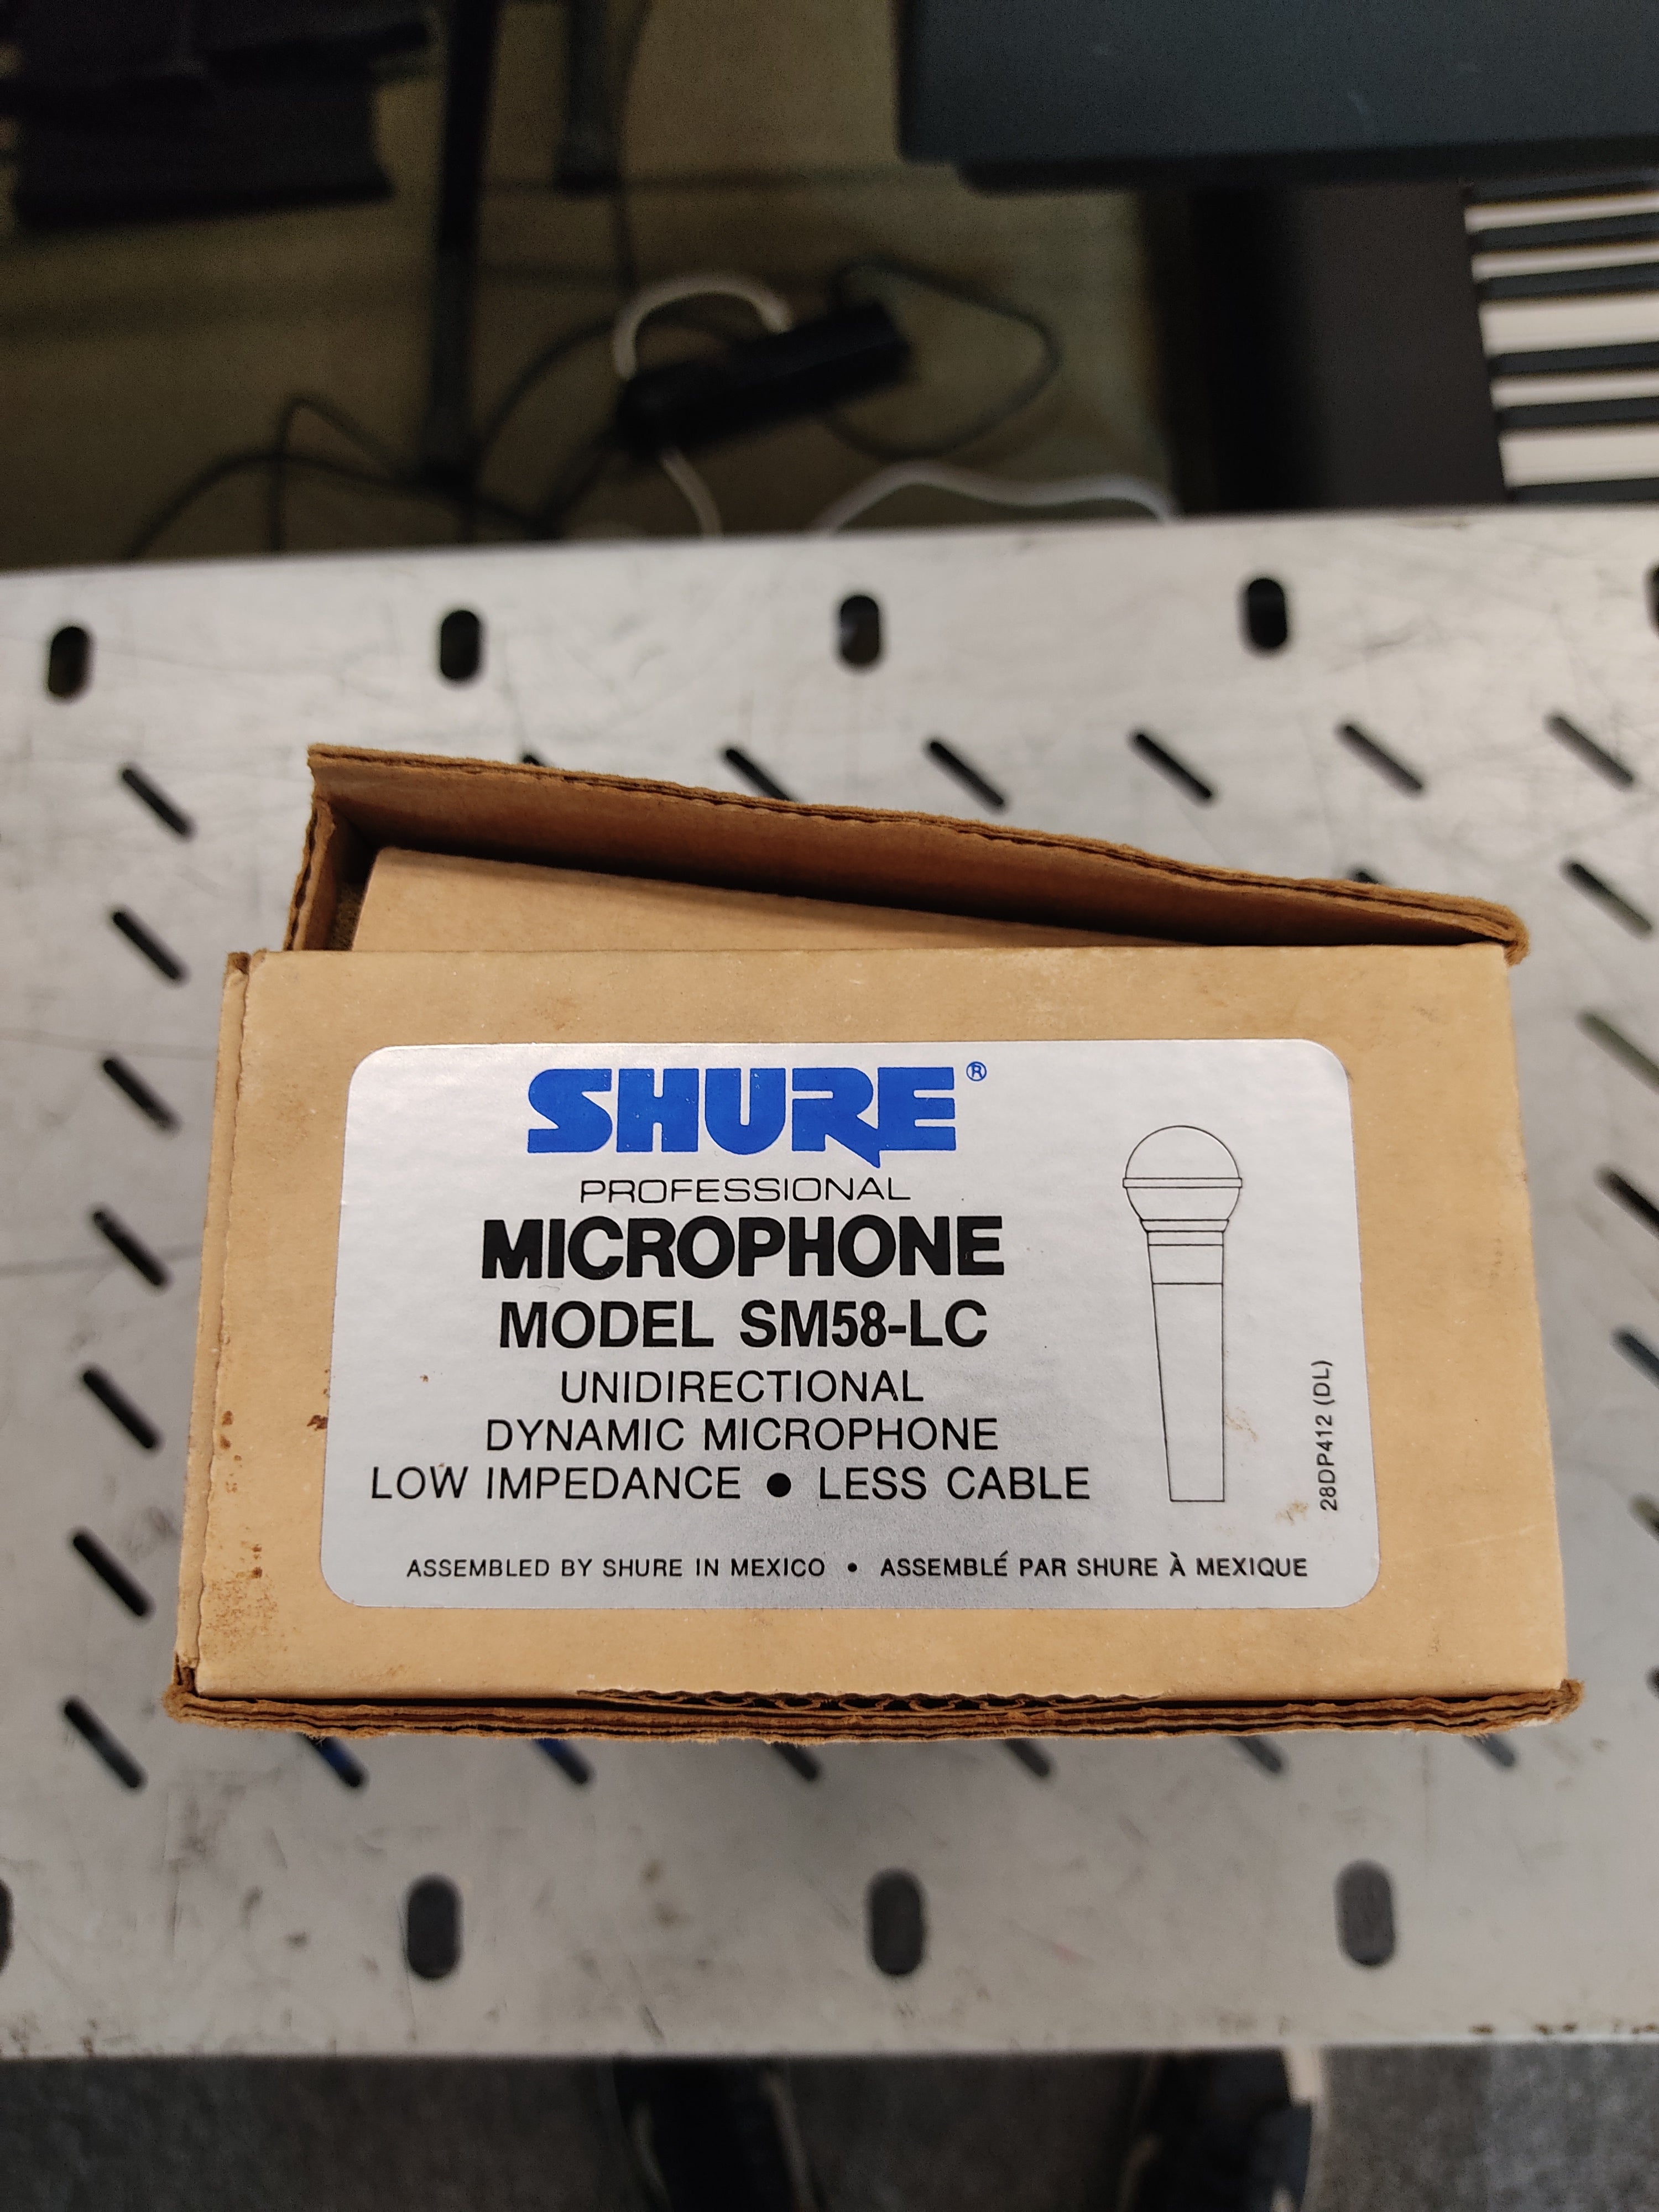 SHURE®
PROFESSIONAL
MICROPHONE
MODEL SM58-LC
UNIDIRECTIONAL
DYNAMIC MICROPHONE
LOW IMPEDANCE ● LESS CABLE
ASSEMBLED BY SHURE IN MEXICO • ASSEMBLÉ PAR SHURE À MEXIQUE
28DP412 (DL)